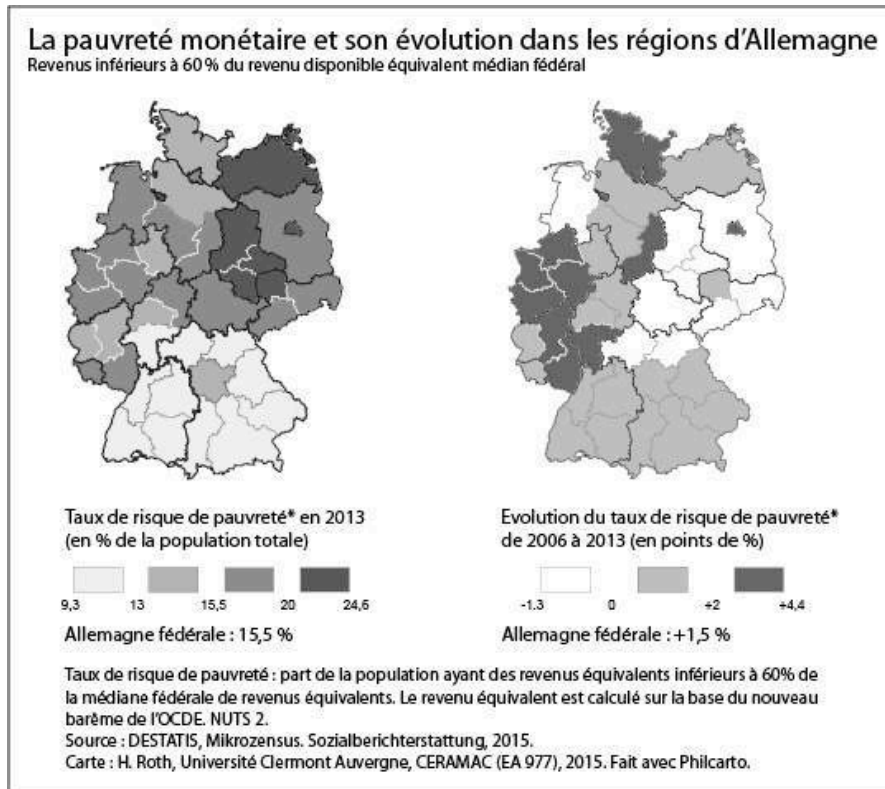 La pauvreté monétaire et son évolution dans les régions d'Allemagne
Revenus inférieurs à 60 % du revenu disponible équivalent médian fédéral
Taux de risque de pauvreté* en 2013
(en % de la population totale)
9,3 13 15,5 20 24,6
Allemagne fédérale : 15,5 %
Evolution du taux de risque de pauvreté*
de 2006 à 2013 (en points de %)
-1.3 0 +2 +4,4
Allemagne fédérale : +1,5 %
Taux de risque de pauvreté : part de la population ayant des revenus équivalents inférieurs à 60% de
la médiane fédérale de revenus équivalents. Le revenu équivalent est calculé sur la base du nouveau
barême de l'OCDE. NUTS 2.
Source : DESTATIS, Mikrozensus. Sozialberichterstattung, 2015.
Carte : H. Roth, Université Clermont Auvergne, CERAMAC (EA 977), 2015. Fait avec Philcarto.